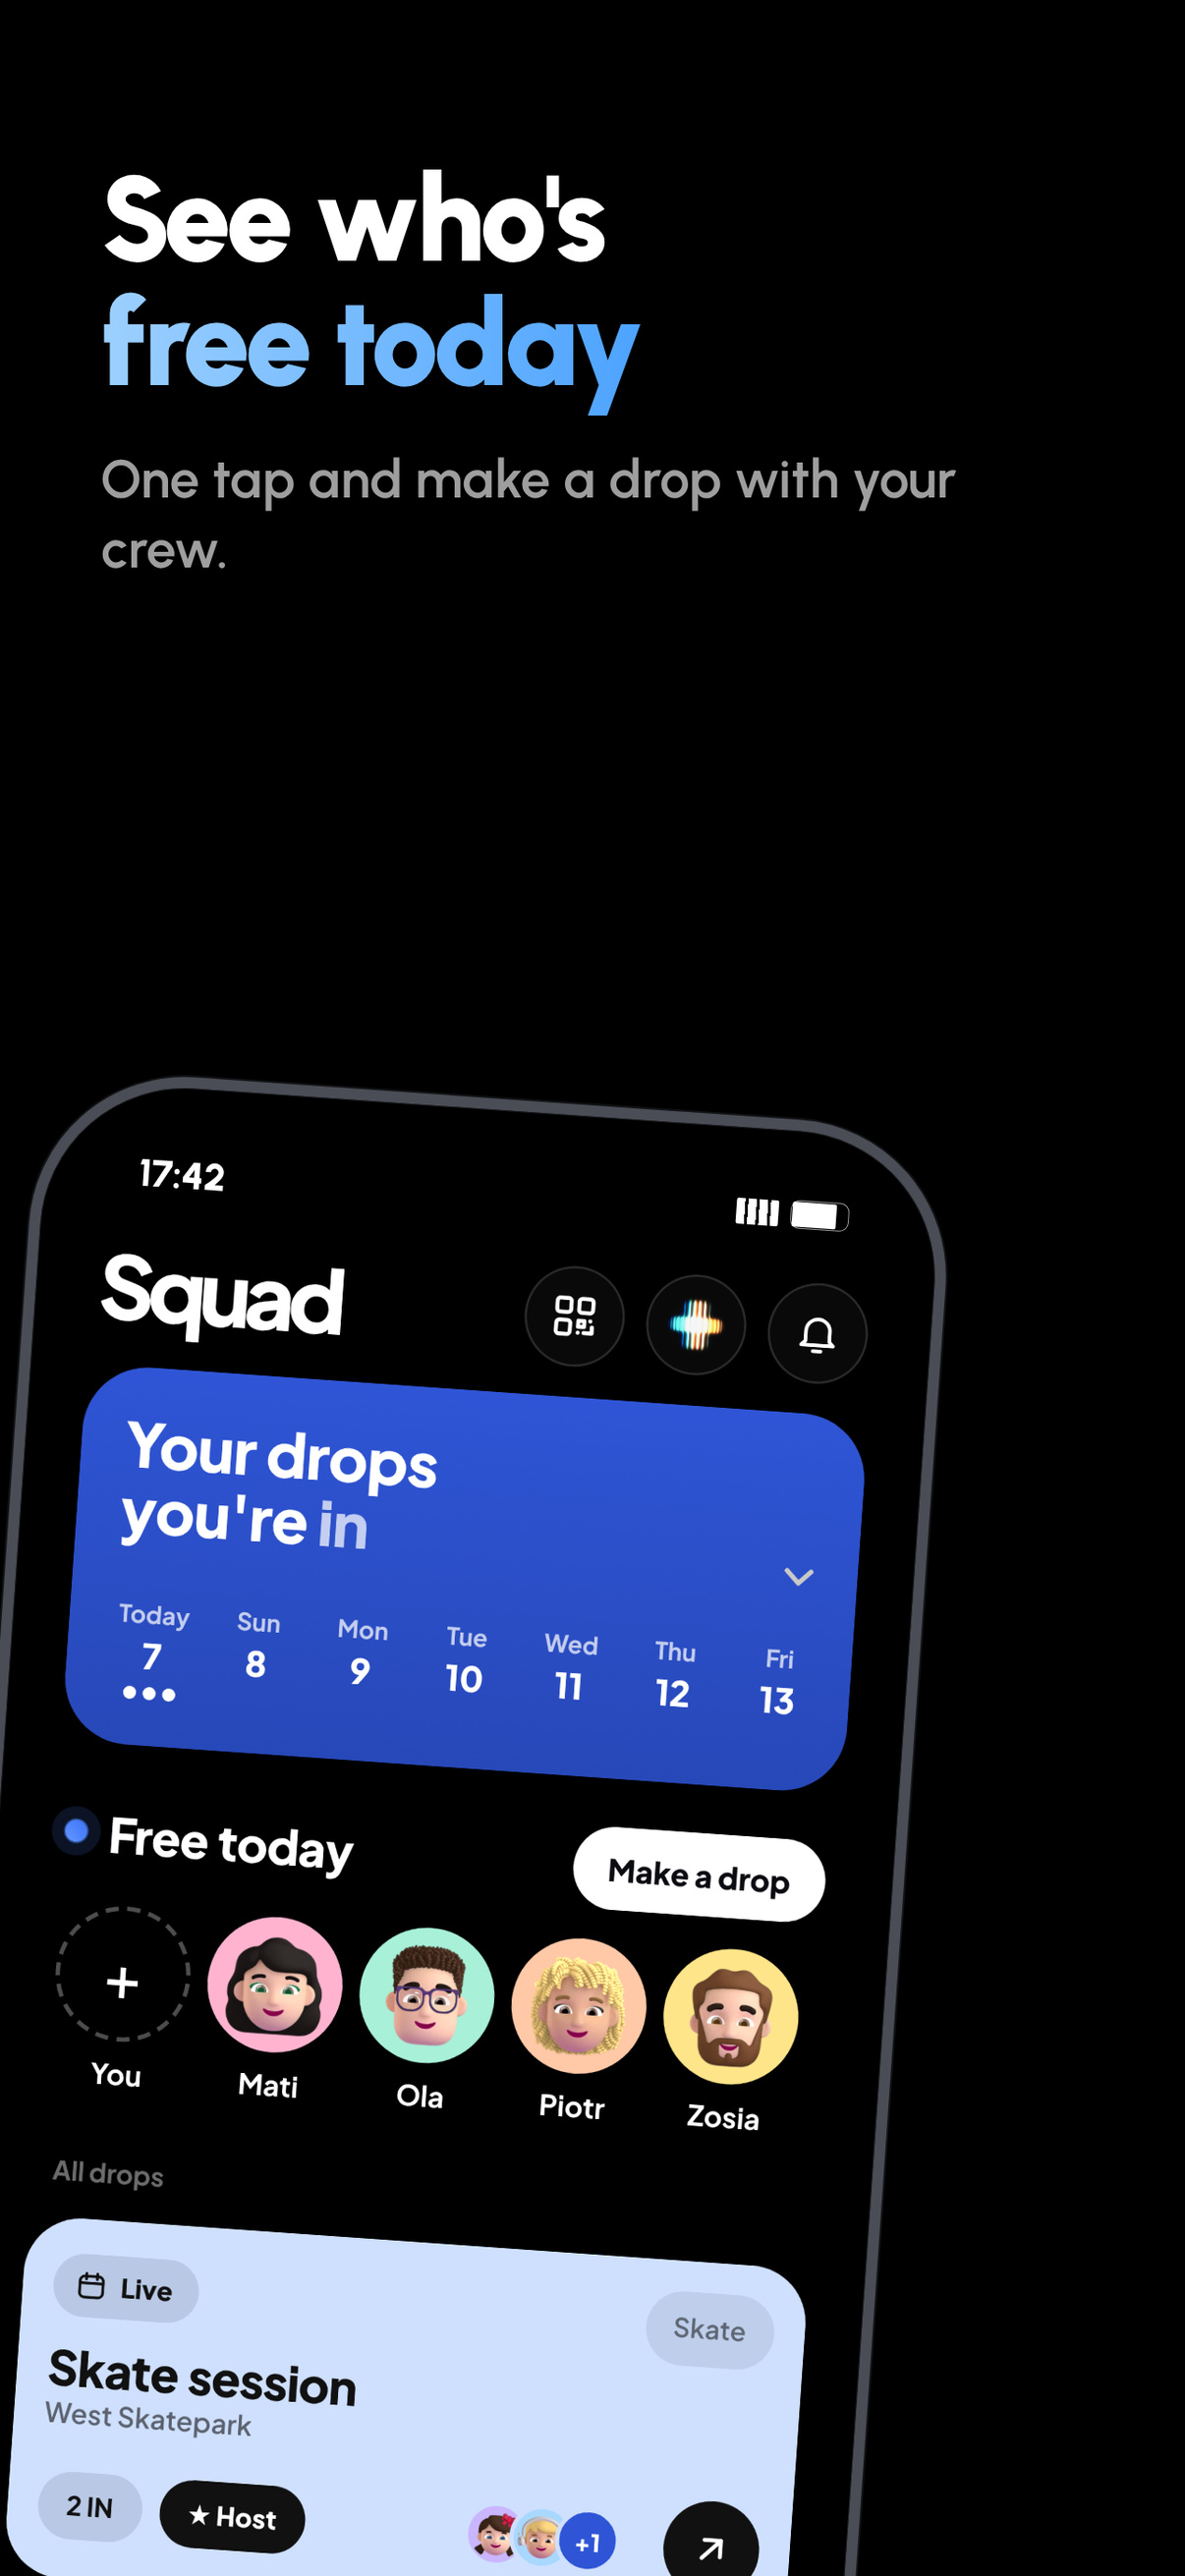 See who's
free today
One tap and make a drop with your
crew.
17:42
Squad
Your drops
you're in
Today Sun Mon Tue Wed Thu Fri
7 8 9 10 11 12 13
Free today
Make a drop
You Mati Ola Piotr Zosia
All drops
Live
Skate
Skate session
West Skatepark
2 IN ★ Host +1